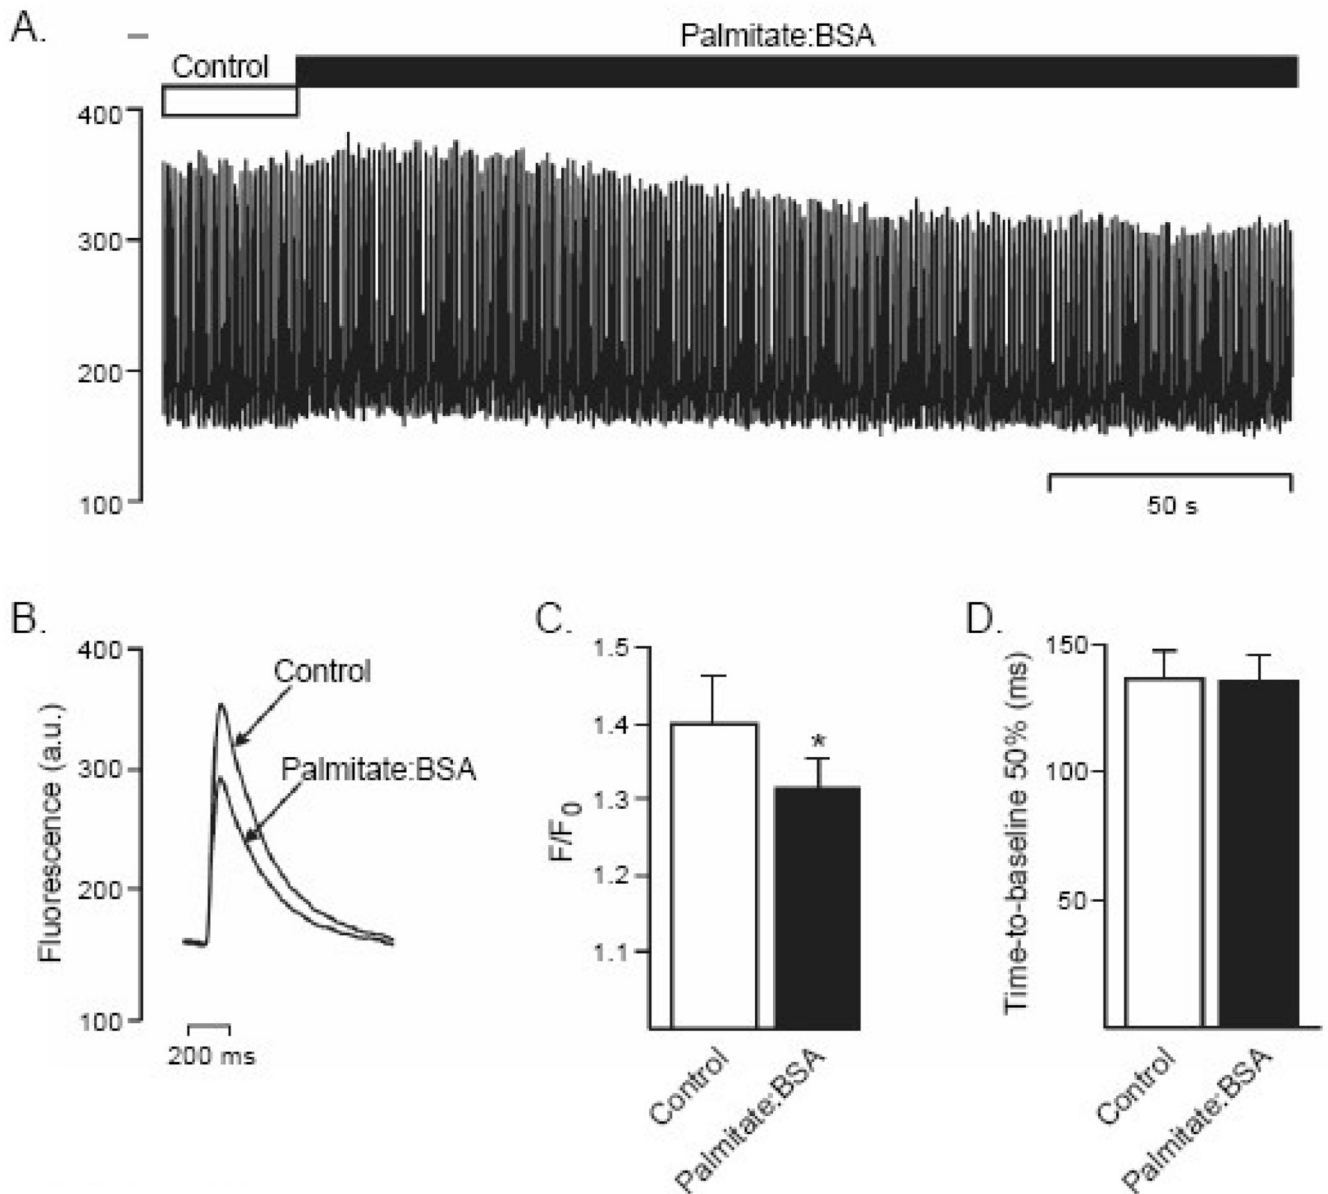 A.
Palmitate:BSA
Control
400
300
200
100
50 s
B.
400
300
200
100
Fluorescence (a.u.)
Control
Palmitate:BSA
200 ms
C.
1.5
1.4
1.3
1.2
1.1
F/F0
*
Control
Palmitate:BSA
D.
150
100
50
Time-to-baseline 50% (ms)
Control
Palmitate:BSA